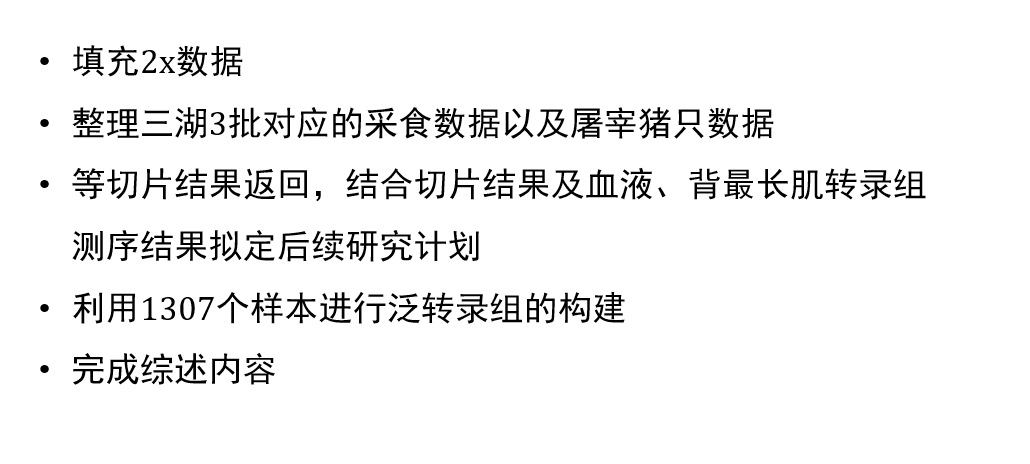 • 填充2x数据
• 整理三湖3批对应的采食数据以及屠宰猪只数据
• 等切片结果返回，结合切片结果及血液、背最长肌转录组
测序结果拟定后续研究计划
• 利用1307个样本进行泛转录组的构建
• 完成综述内容